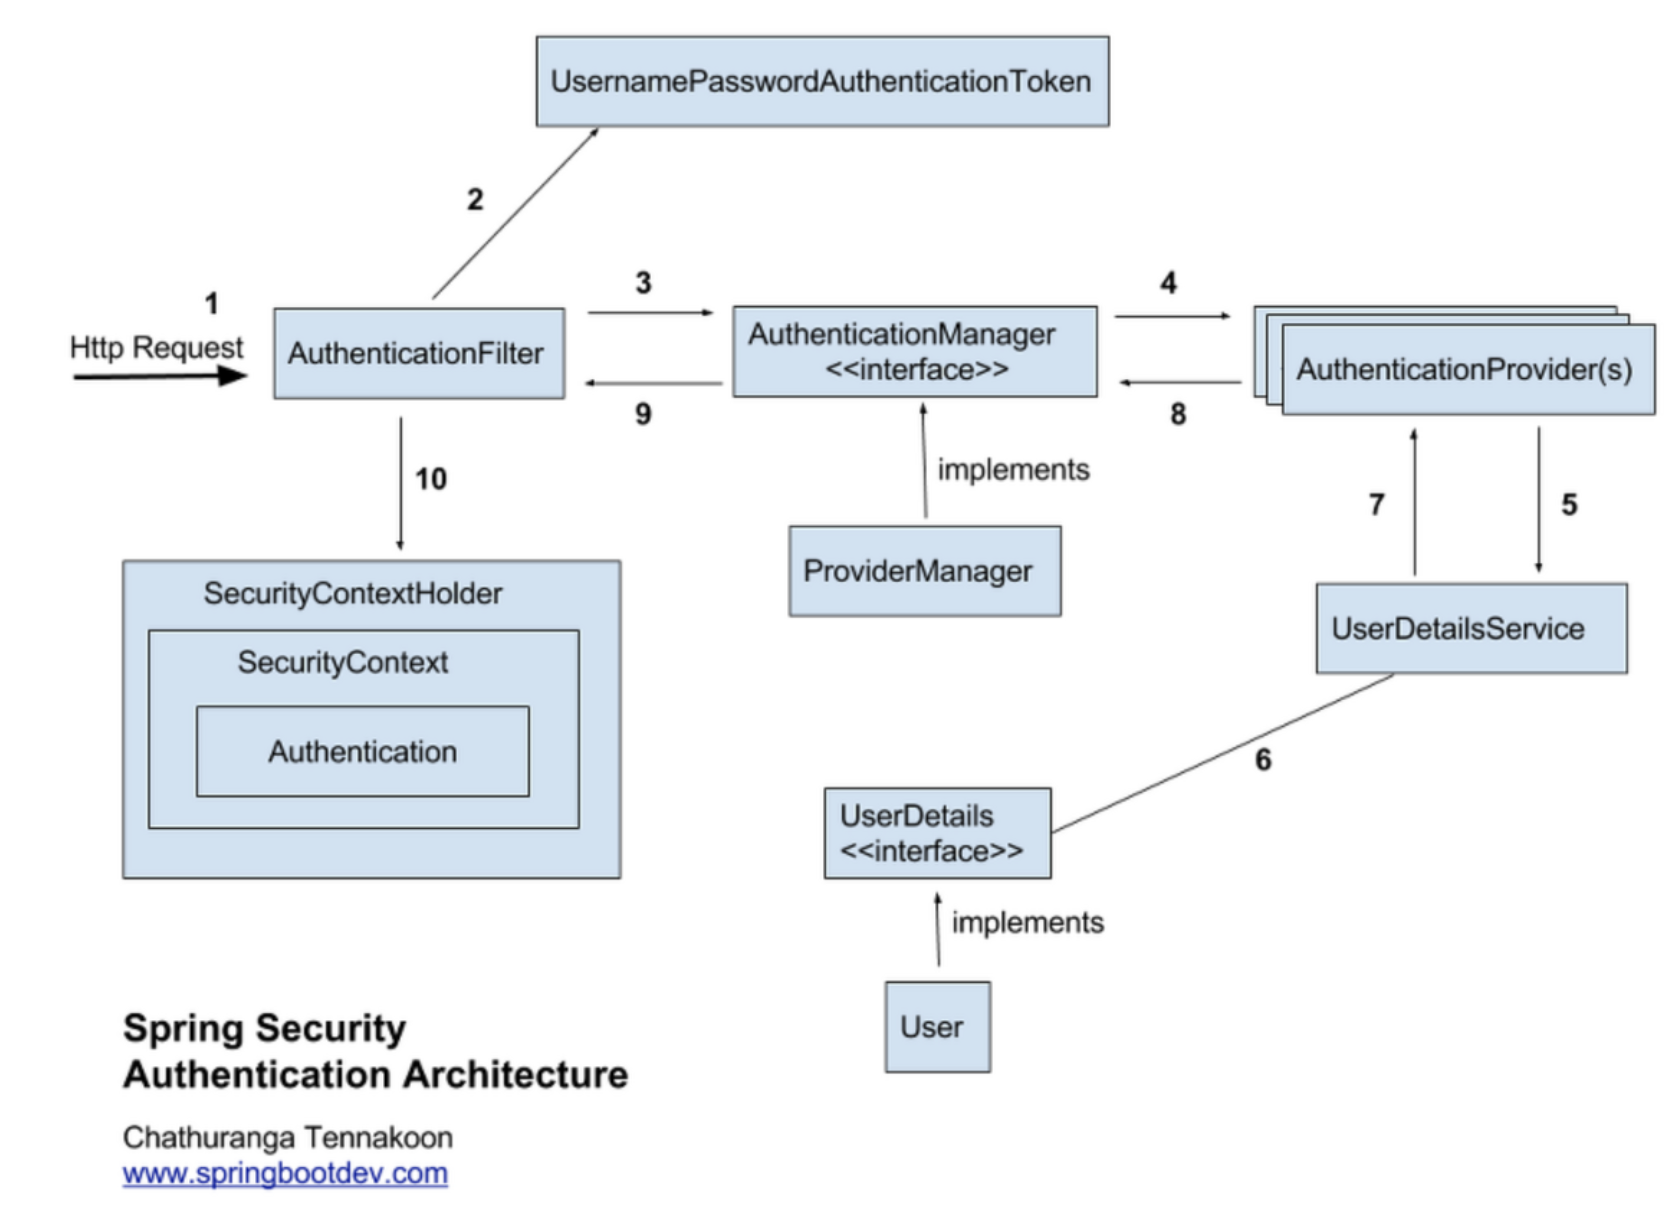 UsernamePasswordAuthenticationToken
2
1
3
4
Http Request
AuthenticationFilter
AuthenticationManager
<<interface>>
AuthenticationProvider(s)
9
8
10
implements
7
5
ProviderManager
SecurityContextHolder
SecurityContext
Authentication
UserDetailsService
6
UserDetails
<<interface>>
implements
User
Spring Security
Authentication Architecture
Chathuranga Tennakoon
www.springbootdev.com